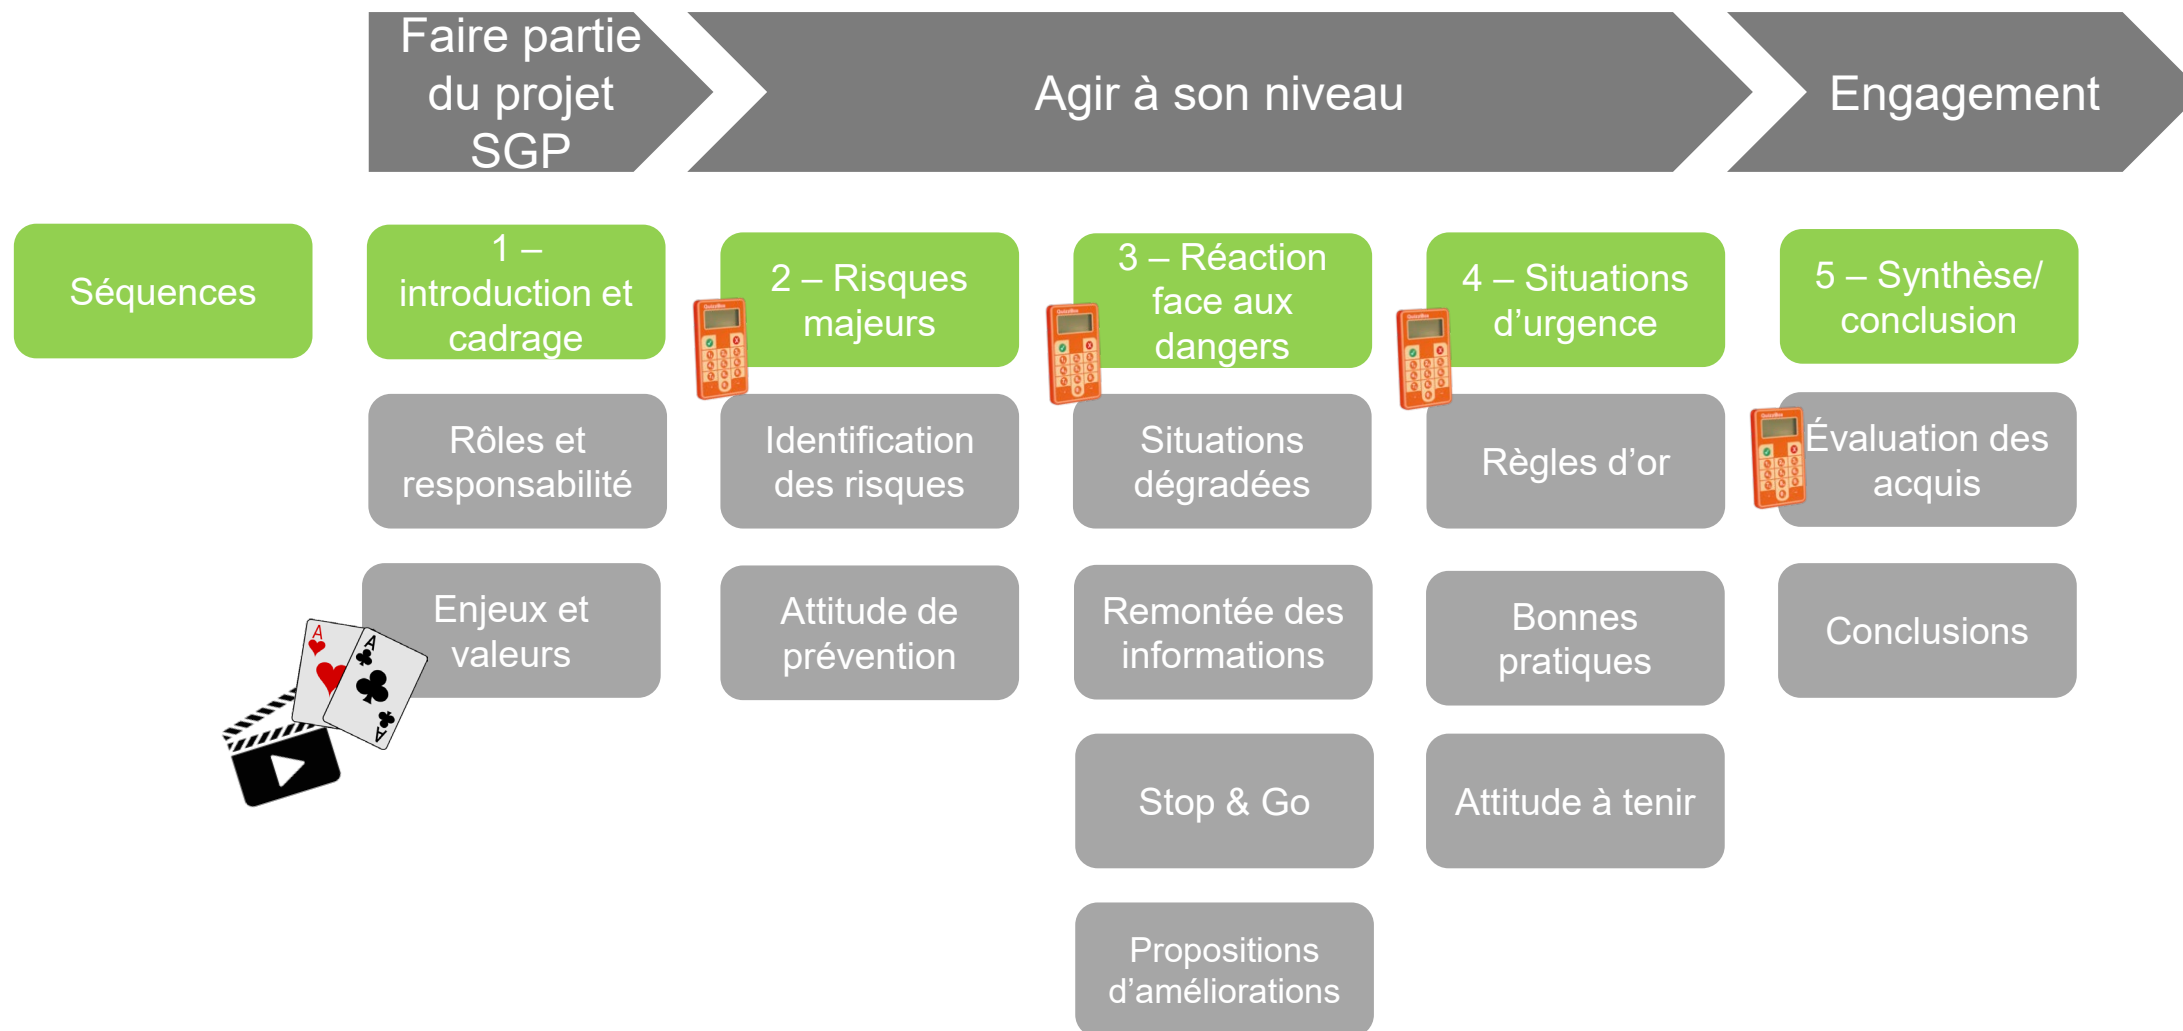 Faire partie
du projet
SGP
Agir à son niveau
Engagement
Séquences
1 –
introduction et
cadrage
2 – Risques
majeurs
3 – Réaction
face aux
dangers
4 – Situations
d’urgence
5 – Synthèse/
conclusion
Rôles et
responsabilité
Identification
des risques
Situations
dégradées
Règles d’or
Évaluation des
acquis
Enjeux et
valeurs
Attitude de
prévention
Remontée des
informations
Bonnes
pratiques
Conclusions
Stop & Go
Attitude à tenir
Propositions
d’améliorations
A
A
A